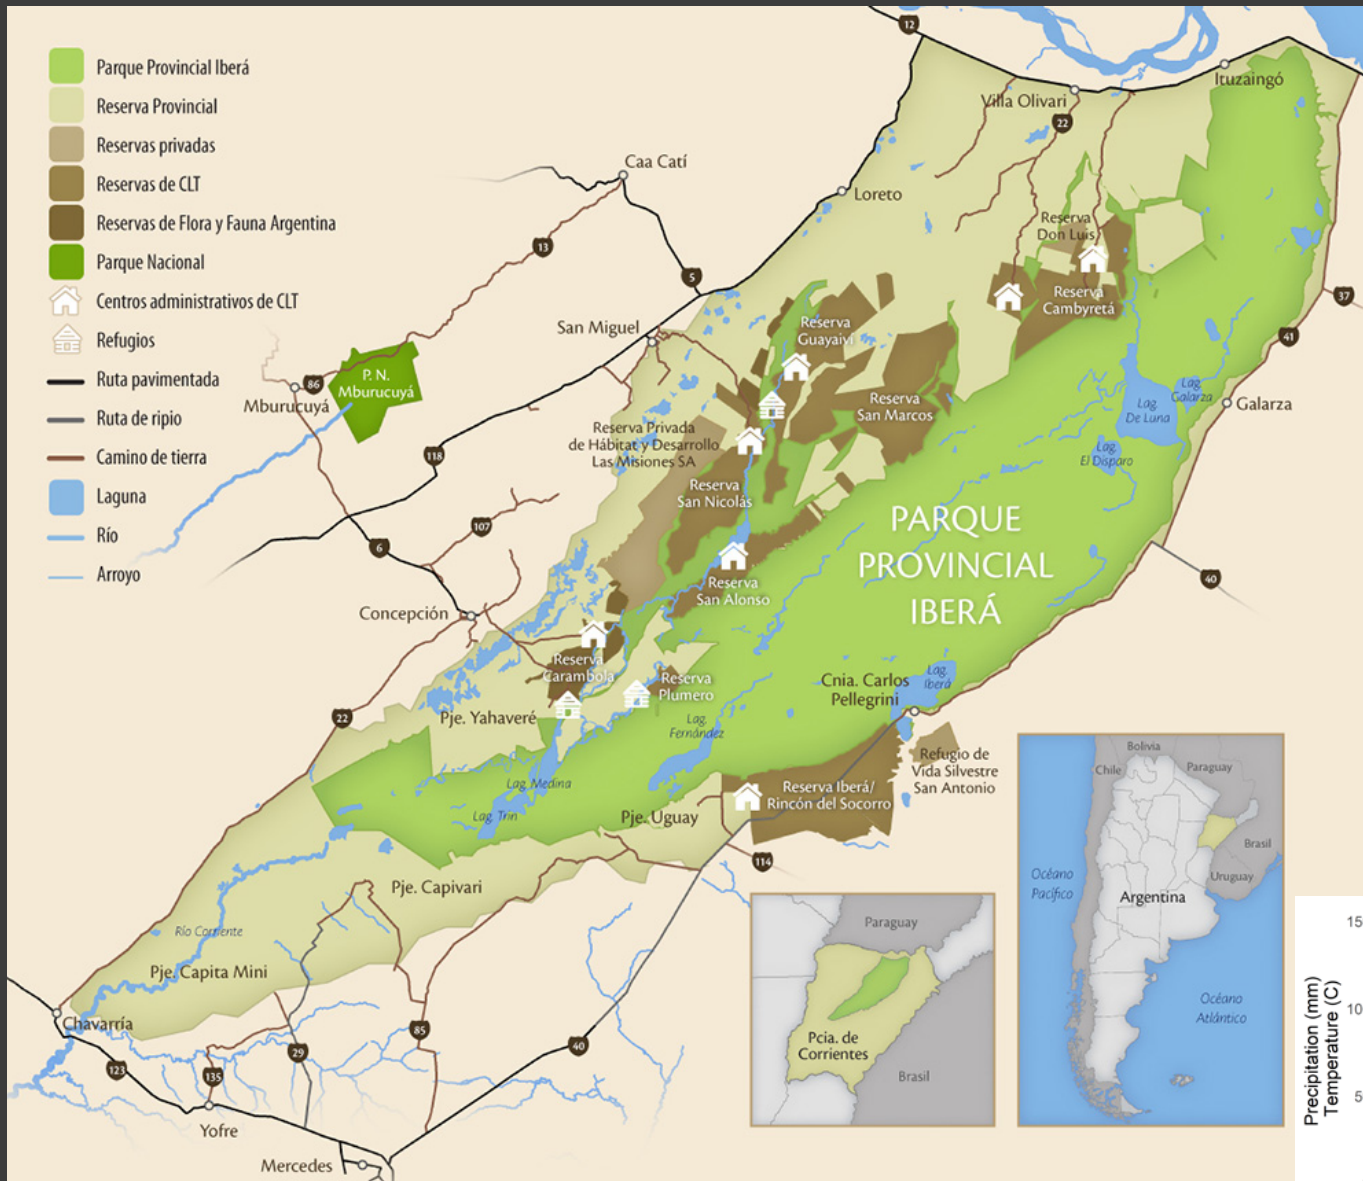 Parque Provincial Iberá
Reserva Provincial
Reservas privadas
Reservas de CLT
Reservas de Flora y Fauna Argentina
Parque Nacional
Centros administrativos de CLT
Refugios
Ruta pavimentada
Ruta de ripio
Camino de tierra
Laguna
Río
Arroyo
12
Ituzaingó
Villa Olivari
22
Caa Catí
Loreto
Reserva
Don Luis
13
5
37
Reserva
Cambyretá
San Miguel
Reserva
Guayaiví
41
P. N.
Mburucuyá
86
Mburucuyá
Reserva
San Marcos
Lag.
Galarza
Lag.
De Luna
Galarza
Reserva Privada
de Hábitat y Desarrollo
Las Misiones SA
118
Lag.
El Disparo
Reserva
San Nicolás
107
6
PARQUE
PROVINCIAL
IBERÁ
40
Reserva
San Alonso
Concepción
Reserva
Carambola
Reserva
Plumero
Cnia. Carlos
Pellegrini
Lag.
Iberá
22
Pje. Yahaveré
Lag.
Fernández
Refugio de
Vida Silvestre
San Antonio
Lag. Medina
Reserva Iberá/
Rincón del Socorro
Lag. Trin
Pje. Uguay
114
Pje. Capivari
Río Corriente
Pje. Capita Mini
Chavarría
123
135
29
85
40
Yofre
Mercedes
Paraguay
Pcia. de
Corrientes
Brasil
Bolivia
Chile
Paraguay
Brasil
Uruguay
Argentina
Océano
Pacífico
Océano
Atlántico
15
10
5
Precipitation (mm)
Temperature (C)